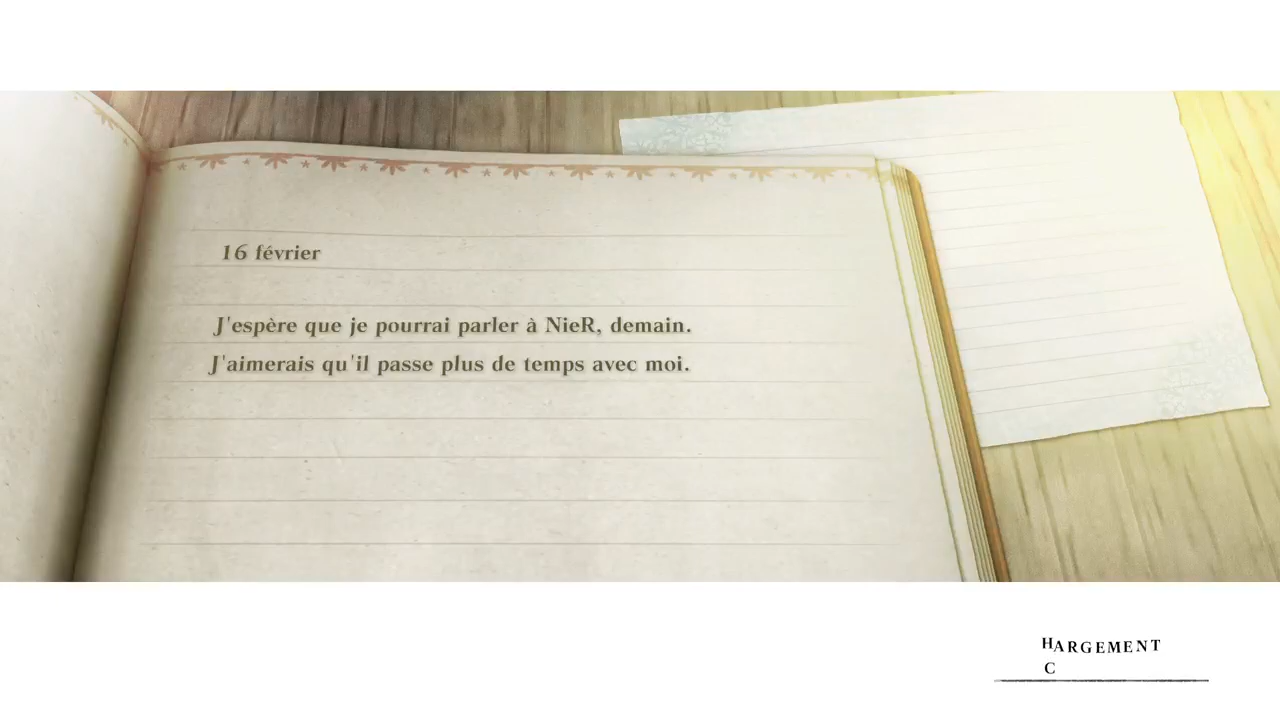 16 février
J'espère que je pourrai parler à NieR, demain.
J'aimerais qu'il passe plus de temps avec moi.
HARGEMENT
C